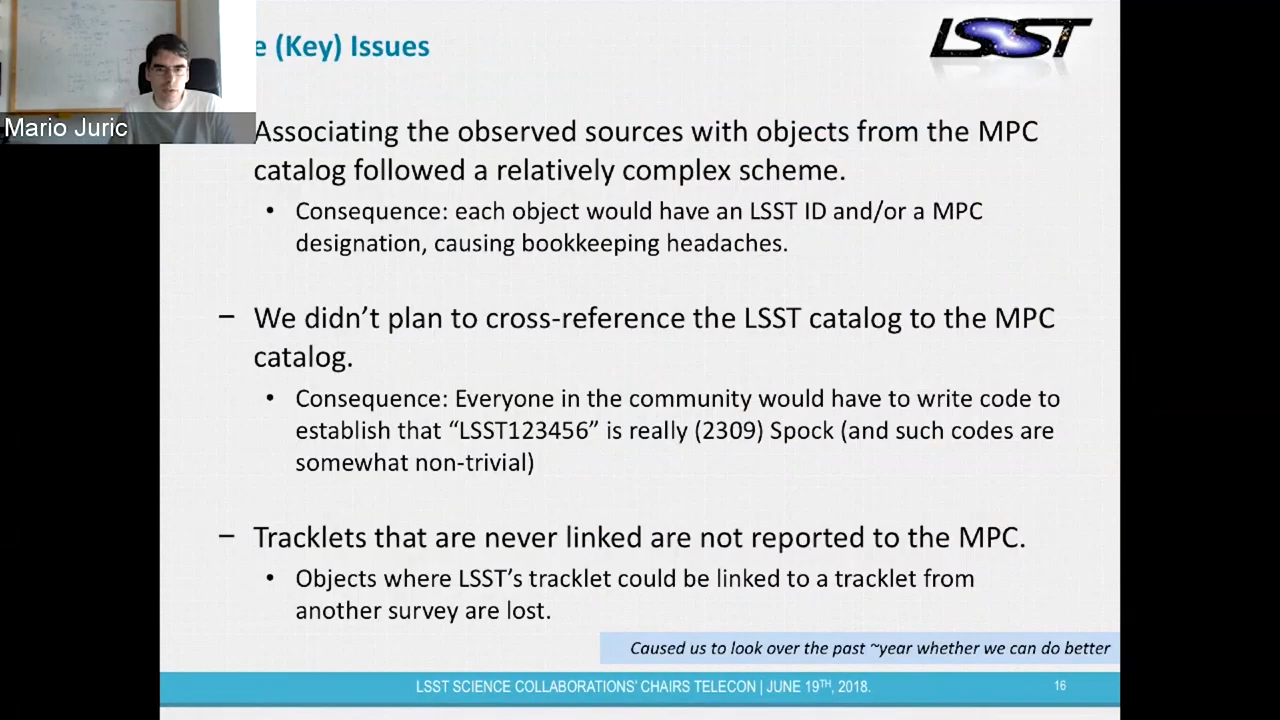 e (Key) Issues
LSST
Mario Juric
Associating the observed sources with objects from the MPC
catalog followed a relatively complex scheme.
• Consequence: each object would have an LSST ID and/or a MPC
designation, causing bookkeeping headaches.
– We didn’t plan to cross-reference the LSST catalog to the MPC
catalog.
• Consequence: Everyone in the community would have to write code to
establish that “LSST123456” is really (2309) Spock (and such codes are
somewhat non-trivial)
– Tracklets that are never linked are not reported to the MPC.
• Objects where LSST’s tracklet could be linked to a tracklet from
another survey are lost.
Caused us to look over the past ~year whether we can do better
LSST SCIENCE COLLABORATIONS’ CHAIRS TELECON | JUNE 19TH, 2018.
16